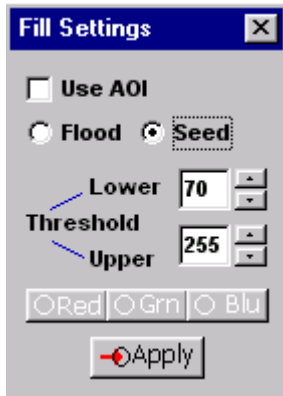 Fill Settings
Use AOI
Flood Seed
Lower 70
Threshold
Upper 255
Red Grn Blu
Apply